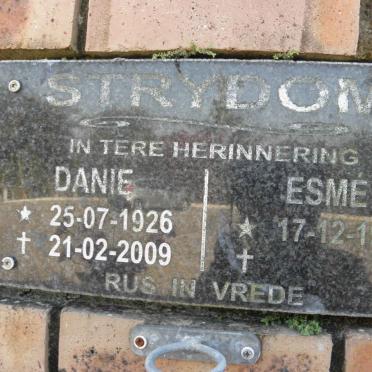 STRYDOM
IN TERE HERINNERING
DANIE ESME
★ 25-07-1926 ★ 17-12-1
✝ 21-02-2009 ✝
RUS IN VREDE